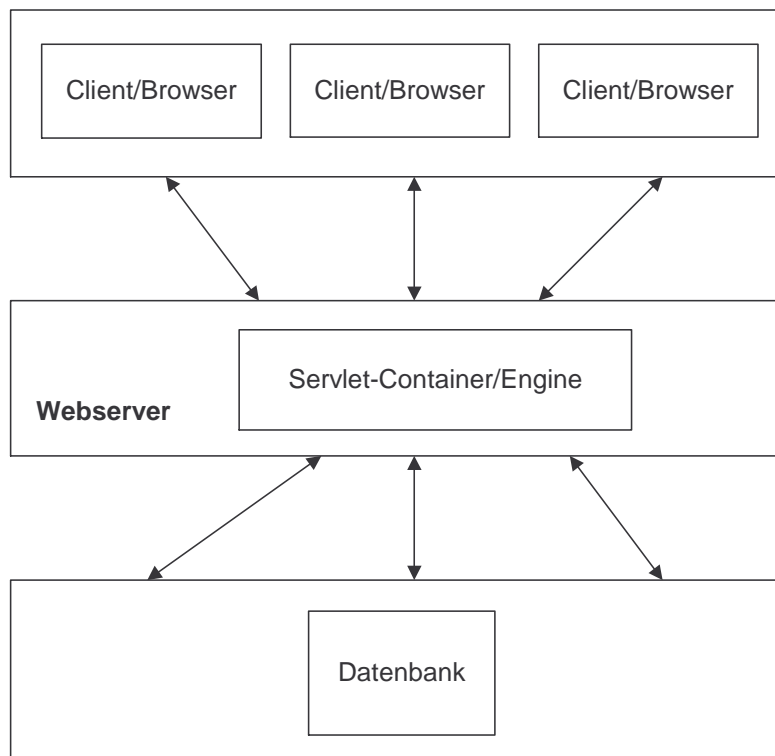 Client/Browser
Client/Browser
Client/Browser
Servlet-Container/Engine
Webserver
Datenbank